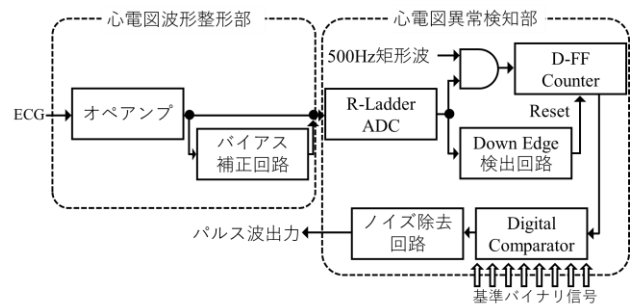 心電図波形整形部
心電図異常検知部
500Hz矩形波
D-FF
Counter
ECG
オペアンプ
R-Ladder
ADC
Reset
バイアス
補正回路
Down Edge
検出回路
パルス波出力
ノイズ除去
回路
Digital
Comparator
基準バイナリ信号